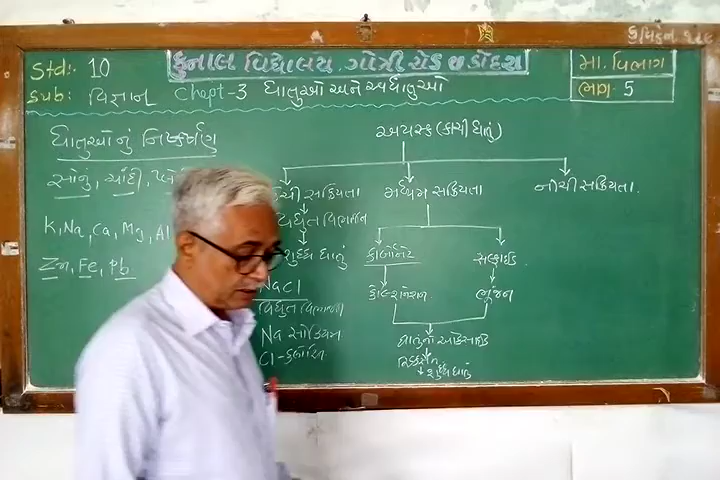 Std:- 10
કુનાલ વિદ્યાલય. ગોત્રી રોડ વડોદરા
મા. વિભાગ
Sub: વિજ્ઞાન
Chept-3 ધાતુઓ અને અધાતુઓ
ભાગ- 5
ધાતુઓનું નિષ્કર્ષણ
સોનું, ચાંદી,
K, Na, Ca, Mg, Al
Zn, Fe, Pb
અયસ્ક (કાચી ધાતુ)
સક્રિયતા
વિભાજન
શુદ્ધ ધાતું
NaCl
વિદ્યુત વિભાજન
Na સોડિયમ
Cl - ક્લોરિન
મધ્યમ સક્રિયતા
કાર્બોનેટ
સલ્ફાઇડ
કેલ્શિનેશન
ભૂંજન
ધાતુનો ઓક્સાઇડ
રિડક્શન
શુદ્ધ ધાતું
નીચી સક્રિયતા.